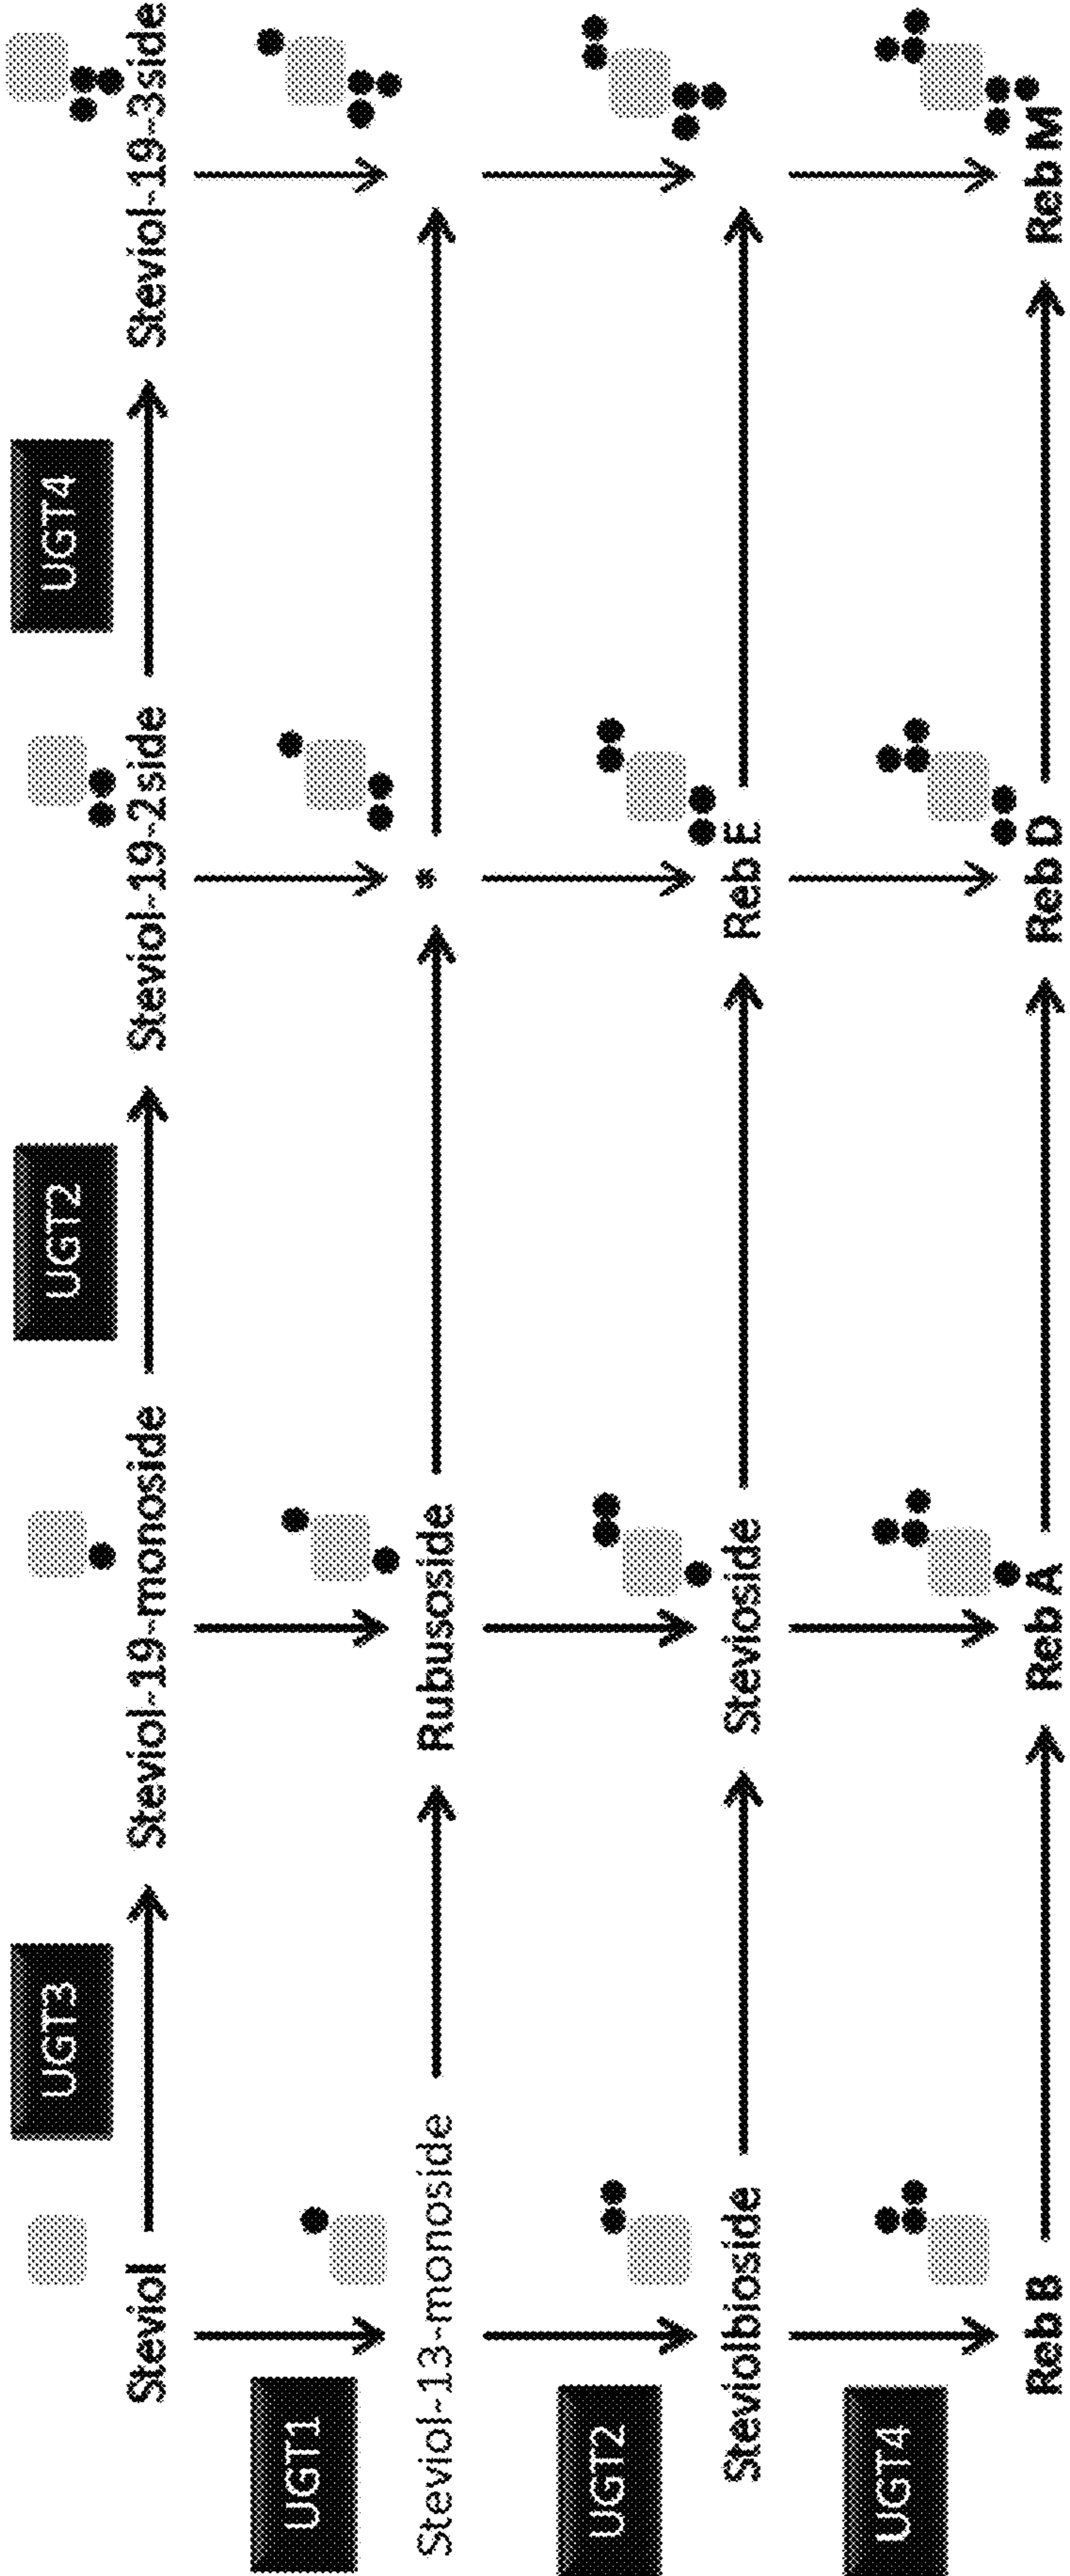 UGT3
UGT2
UGT4
Steviol
Steviol-19-monoside
Steviol-19-2side
Steviol-19-3side
UGT1
Steviol-13-monoside
Rubusoside
*
UGT2
Steviolbioside
Stevioside
Reb E
UGT4
Reb B
Reb A
Reb D
Reb M